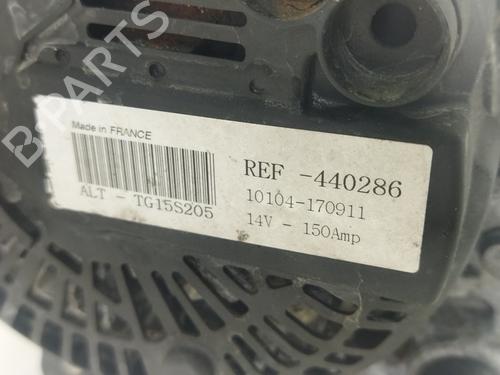 B-PARTS
Made in FRANCE
ALT - TG15S205
REF -440286
10104-170911
14V - 150Amp